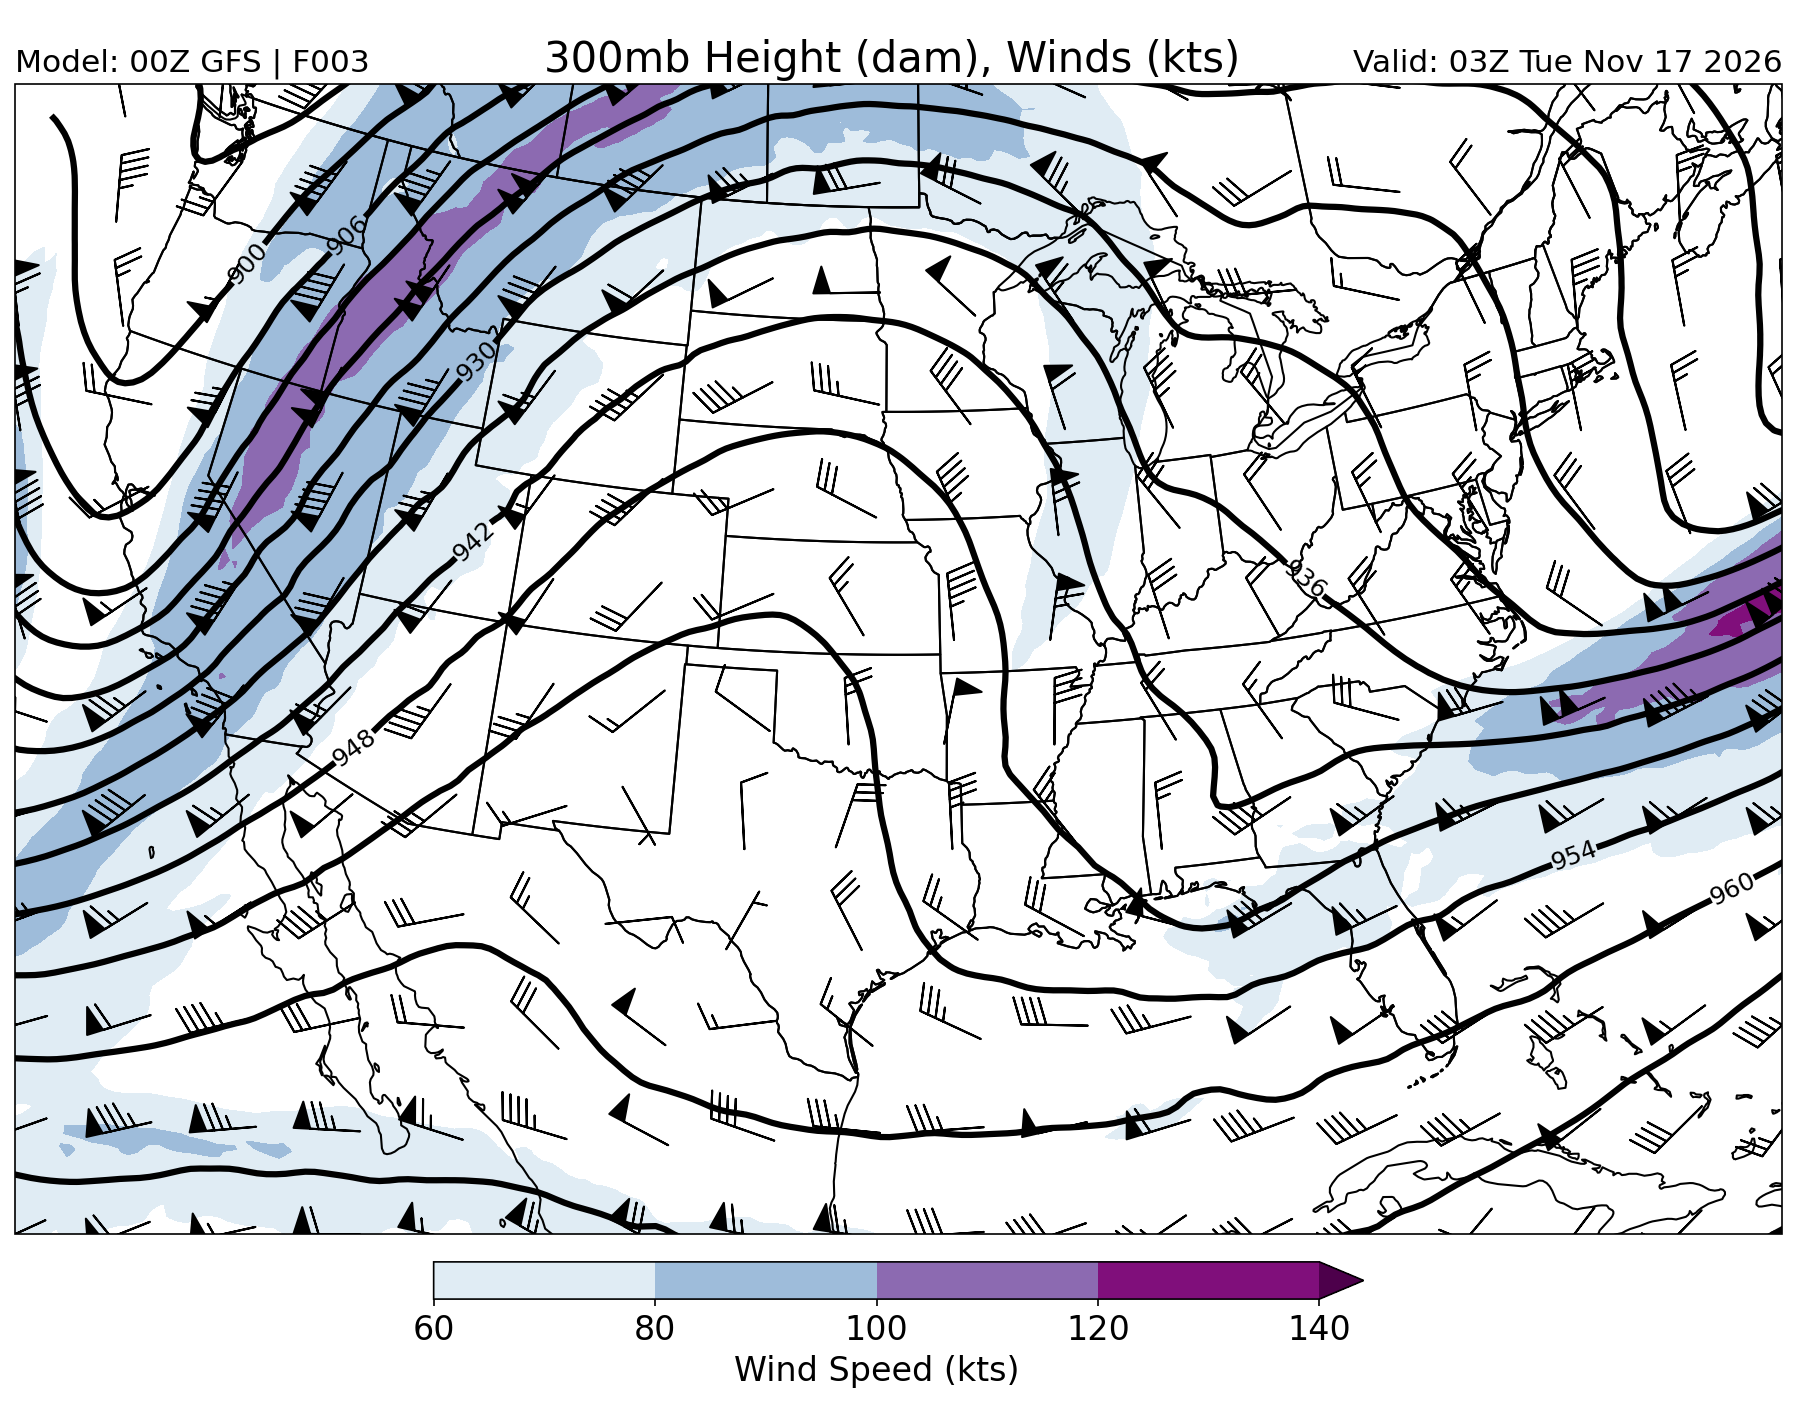 Model: 00Z GFS | F003
300mb Height (dam), Winds (kts)
Valid: 03Z Tue Nov 17 2026
900
906
930
942
936
948
954
960
60 80 100 120 140
Wind Speed (kts)